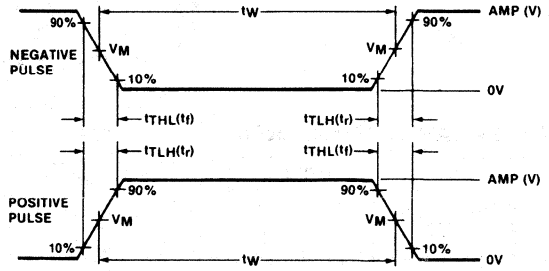 tW
AMP (V)
90%
90%
NEGATIVE
PULSE
VM
VM
10%
10%
0V
tTHL(tf)
tTLH(tr)
tTLH(tr)
tTHL(tf)
AMP (V)
90%
90%
POSITIVE
PULSE
VM
VM
10%
10%
tW
0V